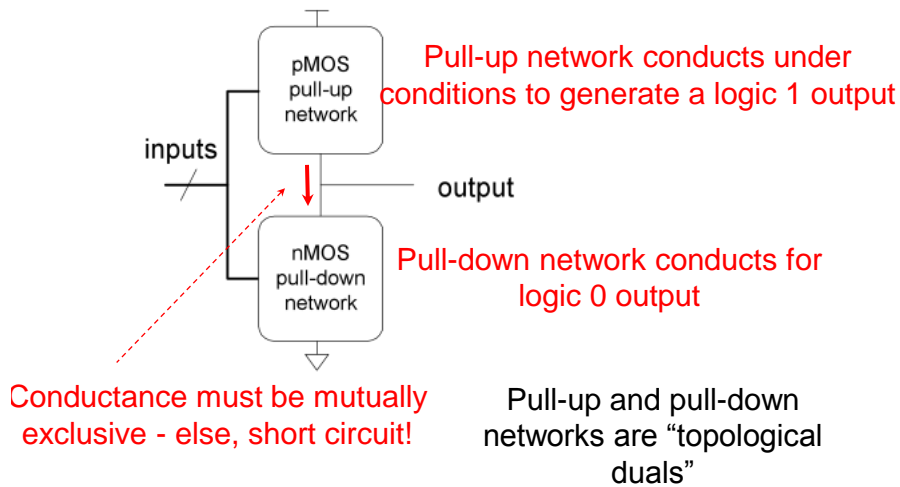 pMOS
pull-up
network
Pull-up network conducts under
conditions to generate a logic 1 output
inputs
output
nMOS
pull-down
network
Pull-down network conducts for
logic 0 output
Conductance must be mutually
exclusive - else, short circuit!
Pull-up and pull-down
networks are “topological
duals”